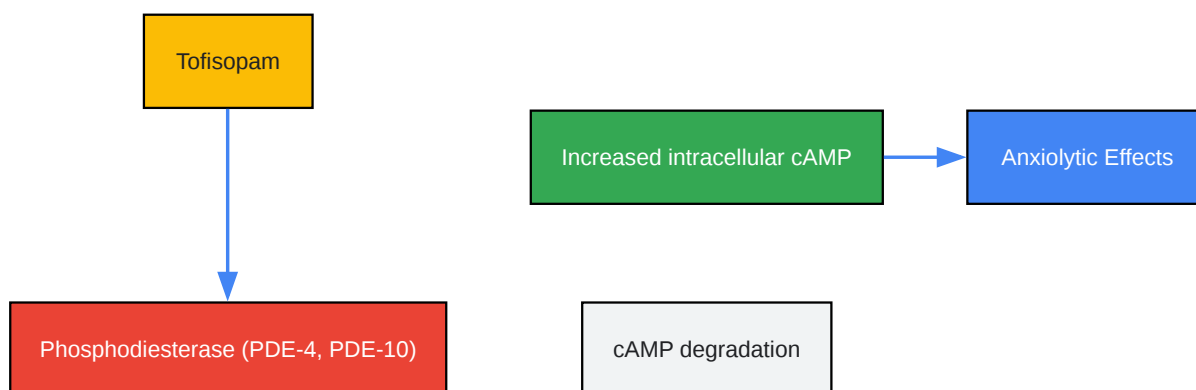 Tofisopam
Increased intracellular cAMP
Anxiolytic Effects
Phosphodiesterase (PDE-4, PDE-10)
cAMP degradation